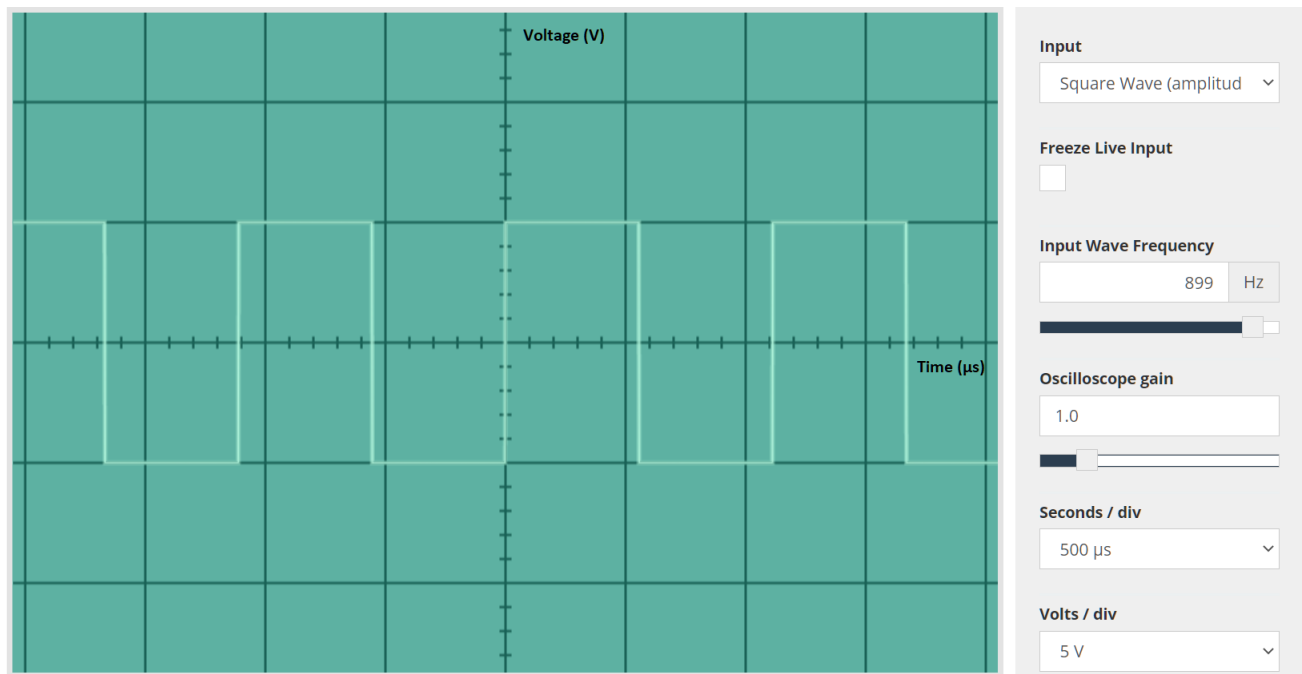 Voltage (V)
Time (µs)
Input
Square Wave (amplitud
Freeze Live Input
Input Wave Frequency
899 Hz
Oscilloscope gain
1.0
Seconds / div
500 µs
Volts / div
5 V